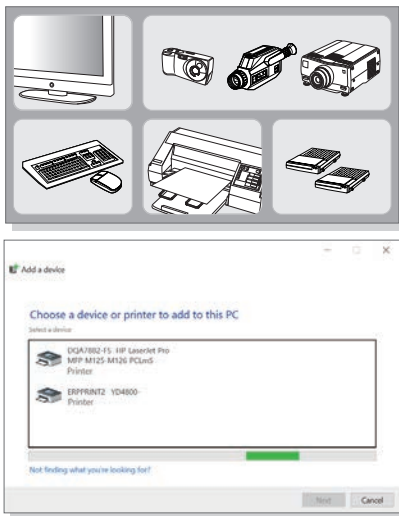 Add a device
Choose a device or printer to add to this PC
Select a device
DQA7882-FS HP LaserJet Pro
MFP M125-M126 PCLmS
Printer
ERPPRINT2 YD4800-
Printer
Not finding what you're looking for?
Next
Cancel